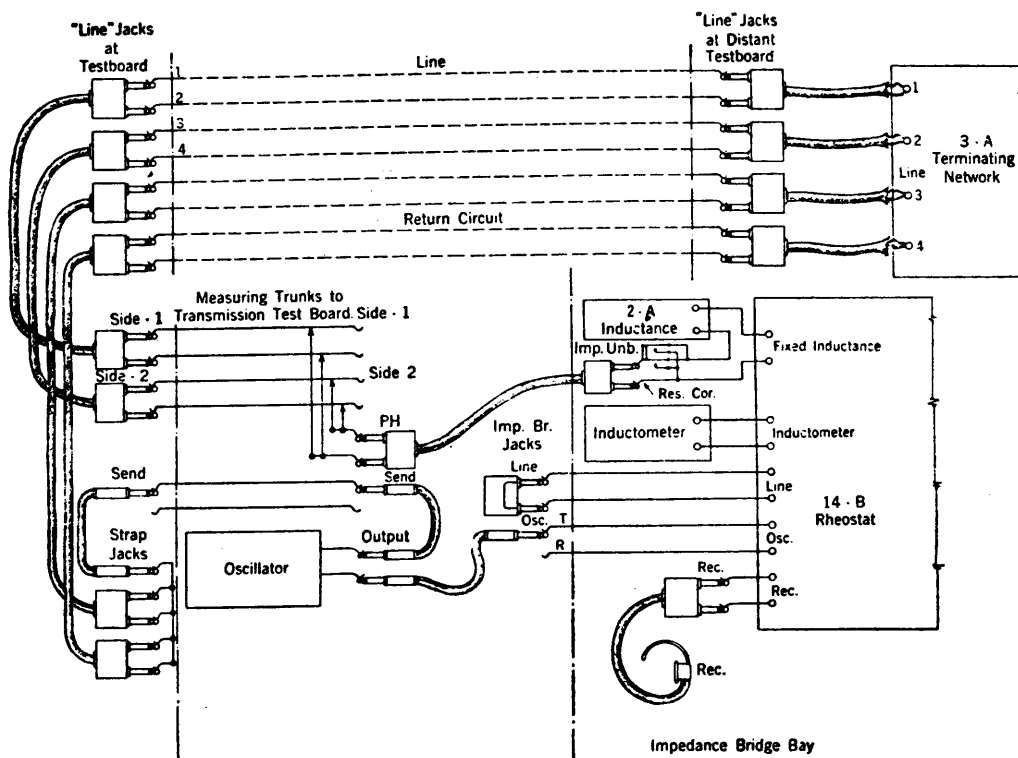 "Line" Jacks
at
Testboard
"Line" Jacks
at Distant
Testboard
Line
1
2
3
4
Return Circuit
1
2
Line
3
4
3 - A
Terminating
Network
Measuring Trunks to
Transmission Test Board.
Side - 1
Side - 1
Side - 2
Side 2
PH
2 - A
Inductance
Imp. Unb.
Res. Cor.
Fixed Inductance
Imp. Br.
Jacks
Inductometer
Inductometer
Line
Line
14 - B
Rheostat
Send
Send
Strap
Jacks
Oscillator
Output
Osc.
T
R
Osc.
Rec.
Rec.
Rec.
Impedance Bridge Bay